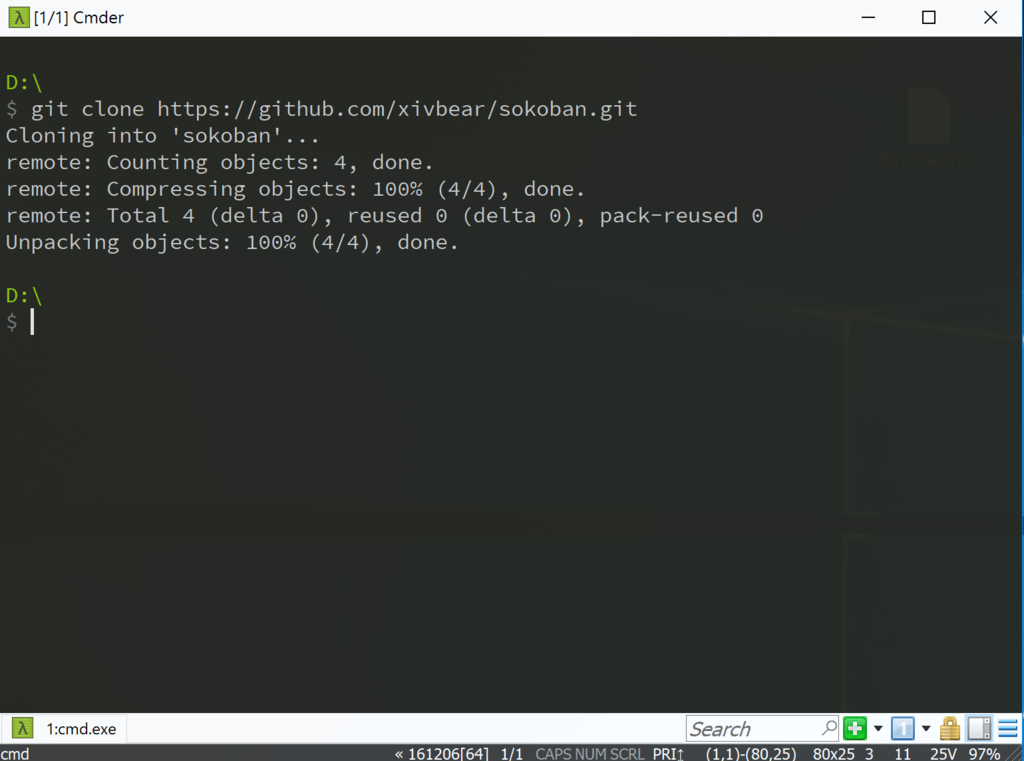 λ [1/1] Cmder
D:\
$ git clone https://github.com/xivbear/sokoban.git
Cloning into 'sokoban'...
remote: Counting objects: 4, done.
remote: Compressing objects: 100% (4/4), done.
remote: Total 4 (delta 0), reused 0 (delta 0), pack-reused 0
Unpacking objects: 100% (4/4), done.
D:\
$
λ 1:cmd.exe Search 1
cmd « 161206[64] 1/1 CAPS NUM SCRL PRI↕ (1,1)-(80,25) 80x25 3 11 25V 97%